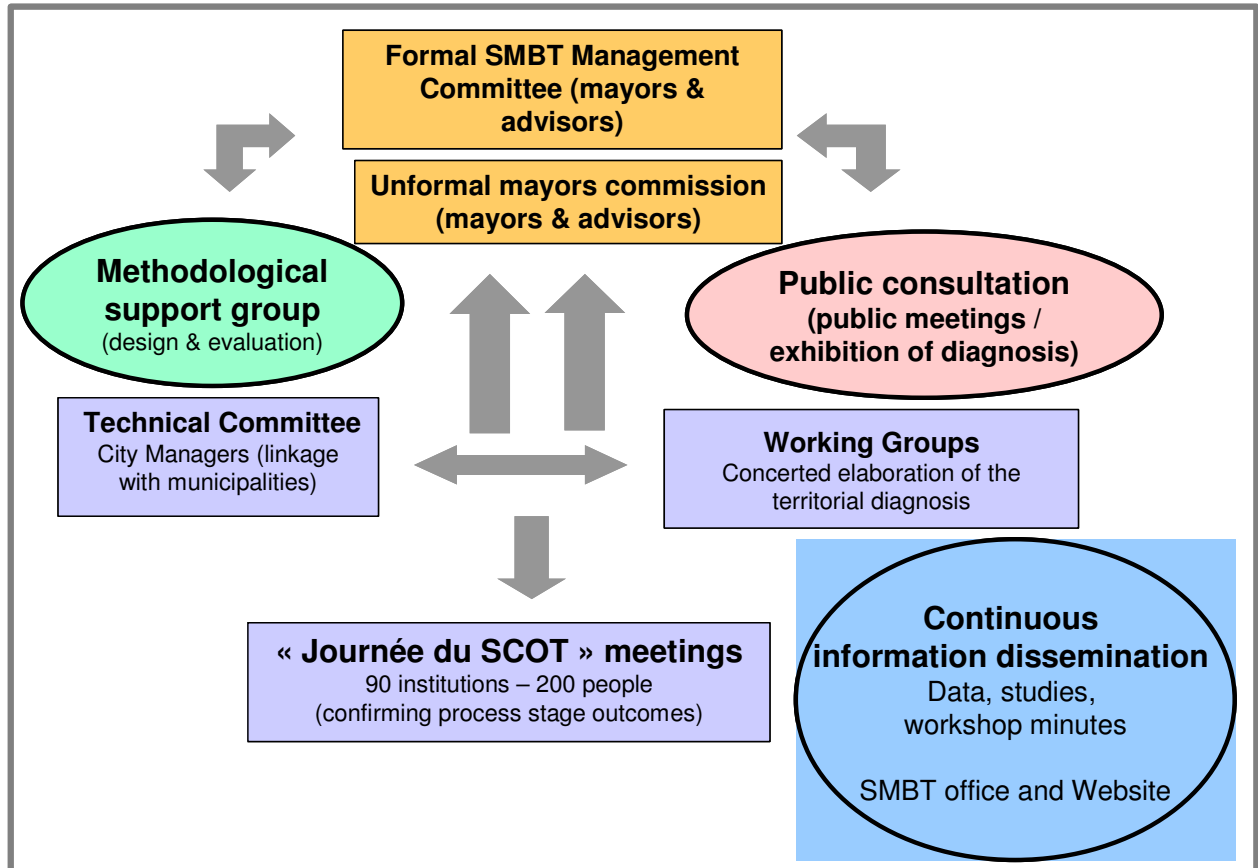 Formal SMBT Management
Committee (mayors &
advisors)
Unformal mayors commission
(mayors & advisors)
Methodological
support group
(design & evaluation)
Public consultation
(public meetings /
exhibition of diagnosis)
Technical Committee
City Managers (linkage
with municipalities)
Working Groups
Concerted elaboration of the
territorial diagnosis
« Journée du SCOT » meetings
90 institutions – 200 people
(confirming process stage outcomes)
Continuous
information dissemination
Data, studies,
workshop minutes
SMBT office and Website